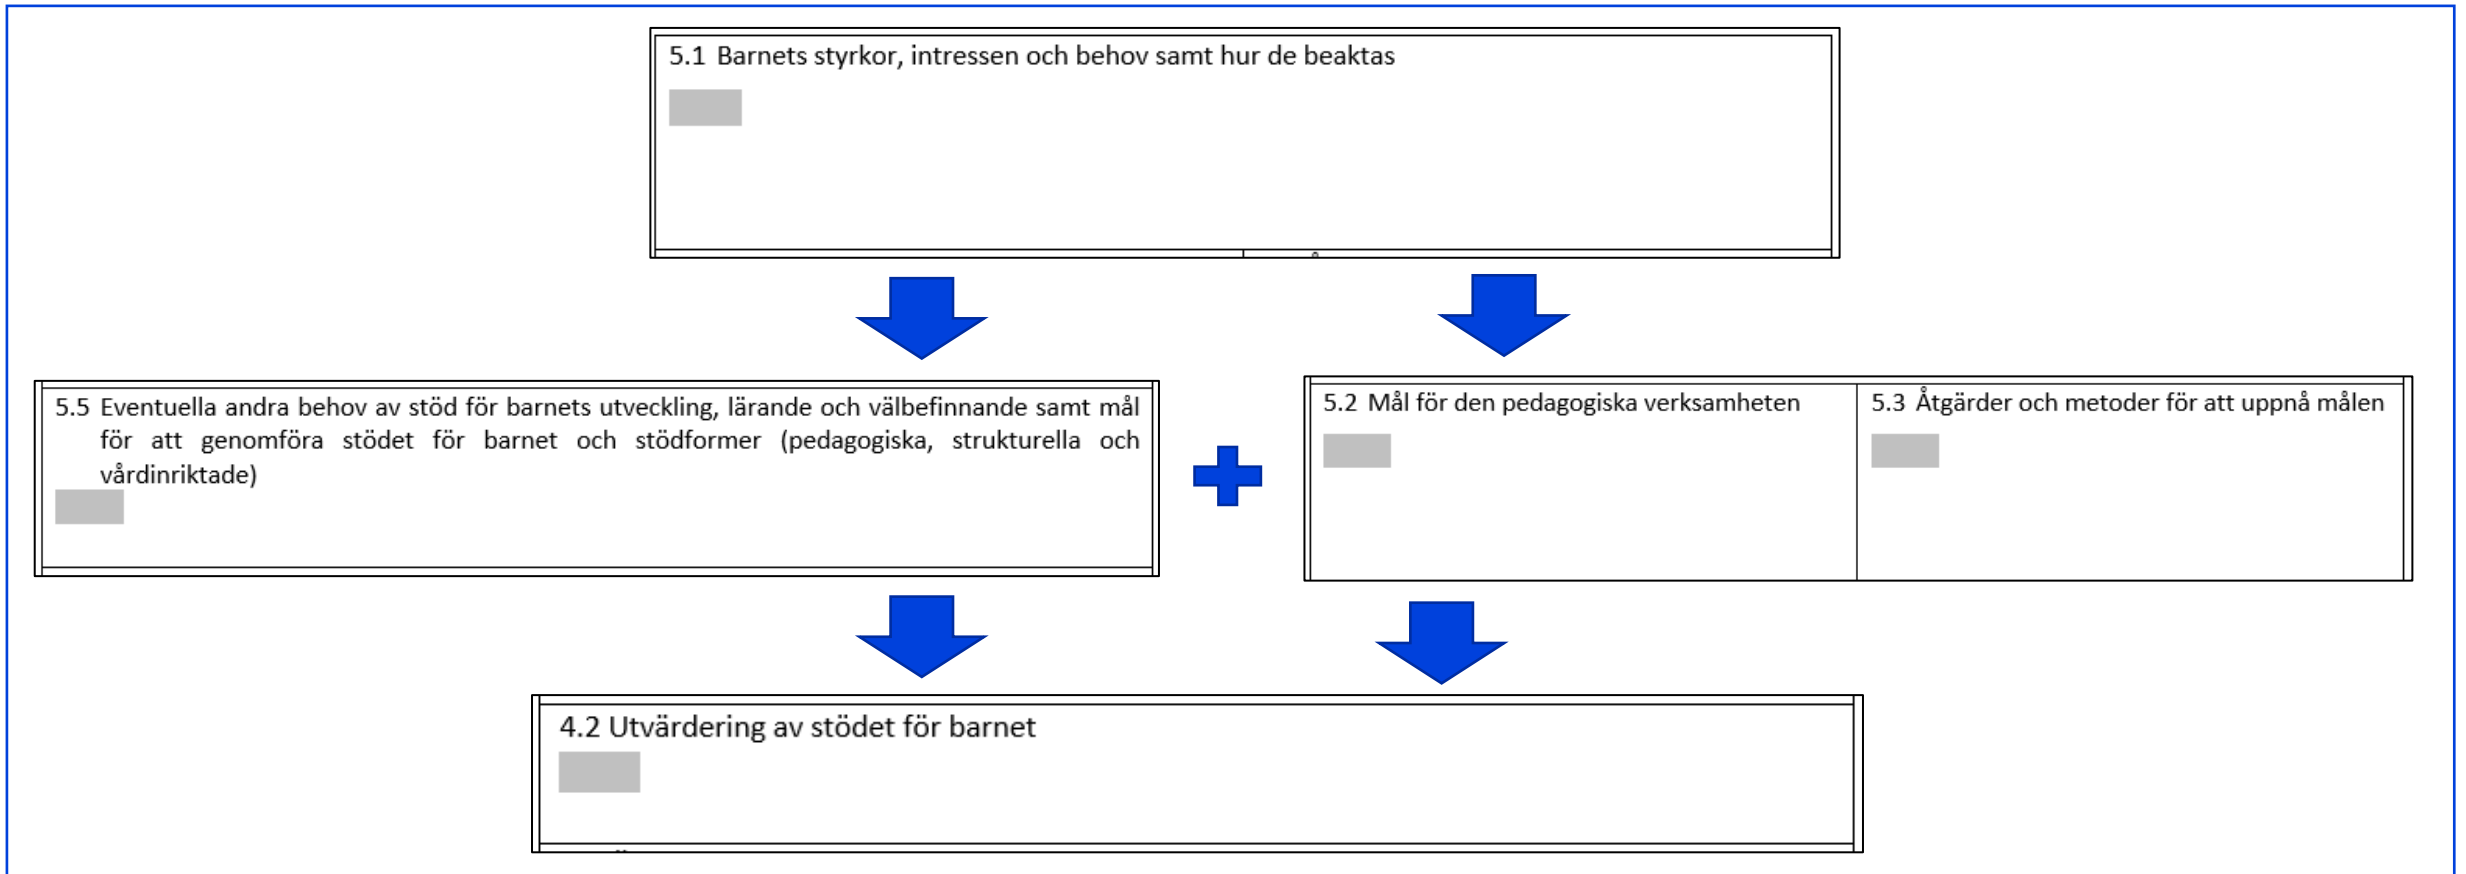 5.1 Barnets styrkor, intressen och behov samt hur de beaktas
5.5 Eventuella andra behov av stöd för barnets utveckling, lärande och välbefinnande samt mål
för att genomföra stödet för barnet och stödformer (pedagogiska, strukturella och
vårdinriktade)
5.2 Mål för den pedagogiska verksamheten
5.3 Åtgärder och metoder för att uppnå målen
4.2 Utvärdering av stödet för barnet